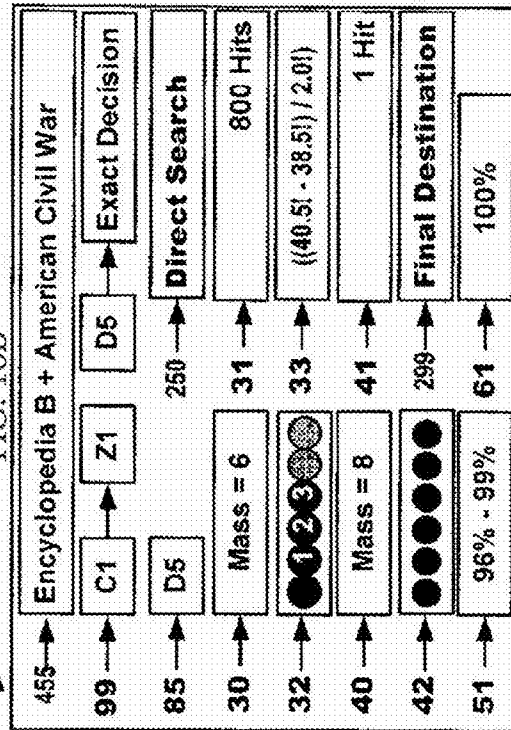 FIG.
455 Encyclopedia B + American Civil War
99 C1 Z1 D5 Exact Decision
85 D5 250 Direct Search
30 Mass = 6 31 800 Hits
32 1 2 3 33 ((40.5! - 38.5!) / 2.0!)
40 Mass = 8 41 1 Hit
42 299 Final Destination
51 96% - 99% 61 100%